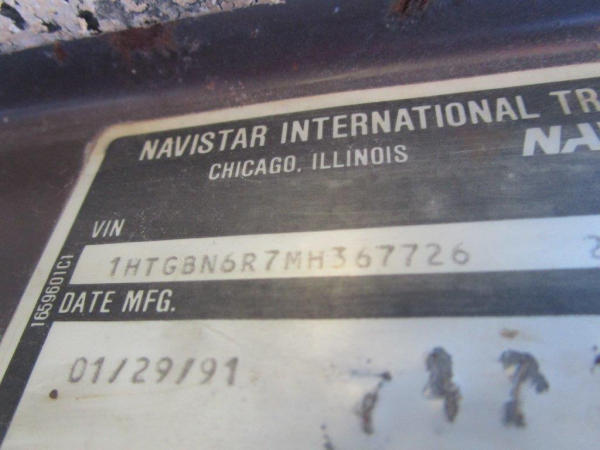 NAVISTAR INTERNATIONAL TR
CHICAGO, ILLINOIS
NA
VIN
1HTGBN6R7MH367726
DATE MFG.
01/29/91
1659601C1